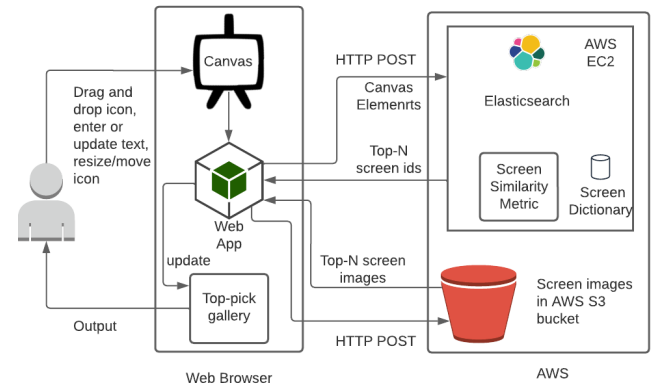 Canvas
HTTP POST
AWS
EC2
Drag and
drop icon,
enter or
update text,
resize/move
icon
Canvas
Elemenrts
Elasticsearch
Top-N
screen ids
Screen
Similarity
Metric
Screen
Dictionary
Web
App
update
Top-N screen
images
Top-pick
gallery
Screen images
in AWS S3
bucket
Output
HTTP POST
Web Browser
AWS